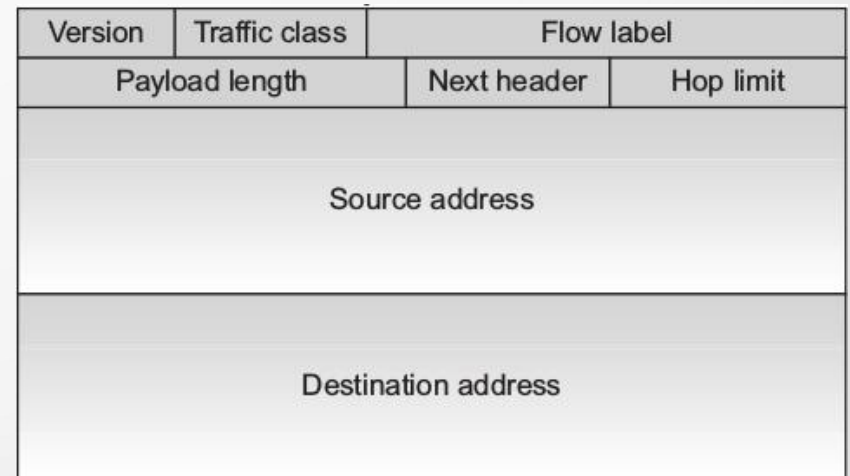 Version Traffic class Flow label
Payload length Next header Hop limit
Source address
Destination address